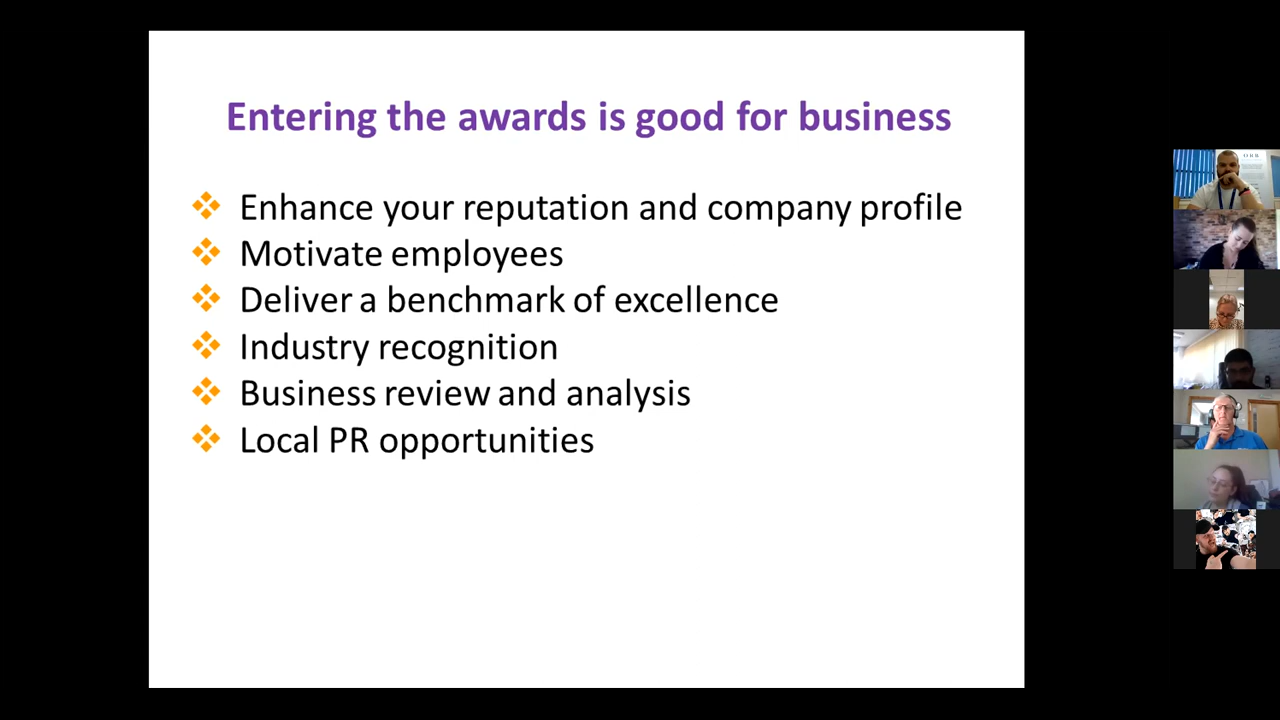 Entering the awards is good for business
Enhance your reputation and company profile
Motivate employees
Deliver a benchmark of excellence
Industry recognition
Business review and analysis
Local PR opportunities